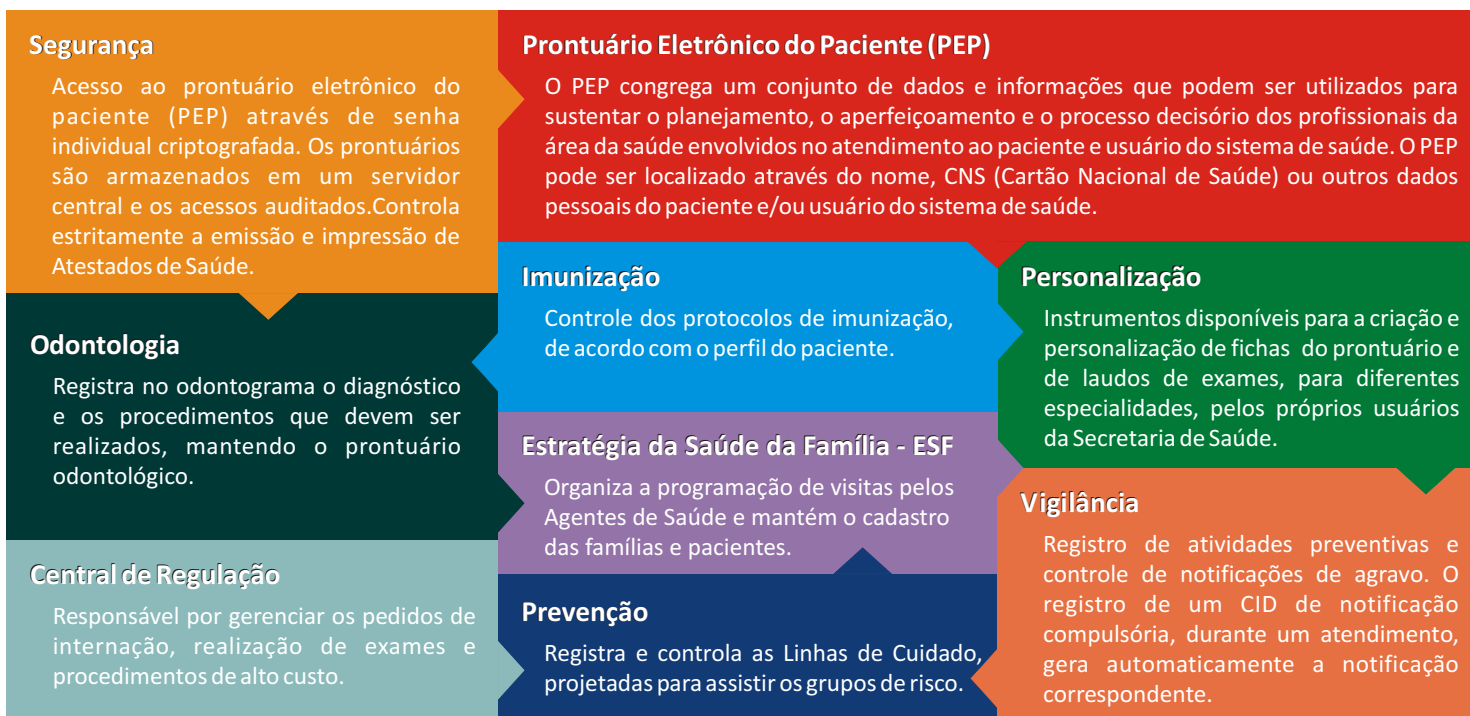 Segurança
Acesso ao prontuário eletrônico do
paciente (PEP) através de senha
individual criptografada. Os prontuários
são armazenados em um servidor
central e os acessos auditados.Controla
estritamente a emissão e impressão de
Atestados de Saúde.
Prontuário Eletrônico do Paciente (PEP)
O PEP congrega um conjunto de dados e informações que podem ser utilizados para
sustentar o planejamento, o aperfeiçoamento e o processo decisório dos profissionais da
área da saúde envolvidos no atendimento ao paciente e usuário do sistema de saúde. O PEP
pode ser localizado através do nome, CNS (Cartão Nacional de Saúde) ou outros dados
pessoais do paciente e/ou usuário do sistema de saúde.
Imunização
Controle dos protocolos de imunização,
de acordo com o perfil do paciente.
Personalização
Instrumentos disponíveis para a criação e
personalização de fichas do prontuário e
de laudos de exames, para diferentes
especialidades, pelos próprios usuários
da Secretaria de Saúde.
Odontologia
Registra no odontograma o diagnóstico
e os procedimentos que devem ser
realizados, mantendo o prontuário
odontológico.
Estratégia da Saúde da Família - ESF
Organiza a programação de visitas pelos
Agentes de Saúde e mantém o cadastro
das famílias e pacientes.
Vigilância
Registro de atividades preventivas e
controle de notificações de agravo. O
registro de um CID de notificação
compulsória, durante um atendimento,
gera automaticamente a notificação
correspondente.
Central de Regulação
Responsável por gerenciar os pedidos de
internação, realização de exames e
procedimentos de alto custo.
Prevenção
Registra e controla as Linhas de Cuidado,
projetadas para assistir os grupos de risco.